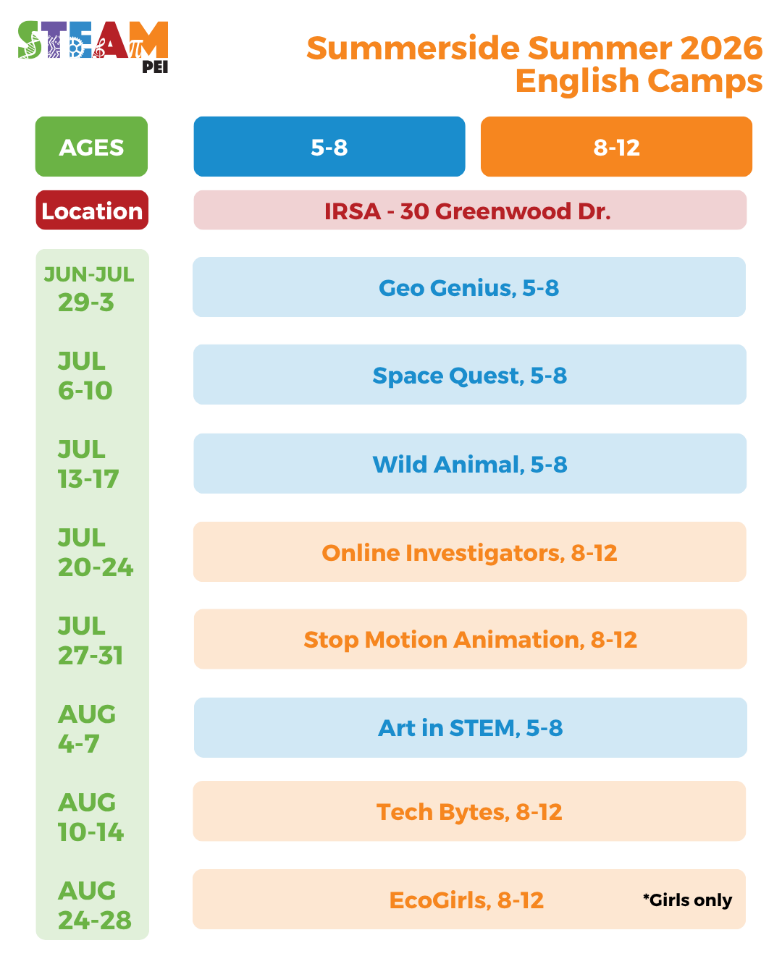 STEAM
PEI
Summerside Summer 2026
English Camps
AGES
5-8
8-12
Location
IRSA - 30 Greenwood Dr.
JUN-JUL
29-3
Geo Genius, 5-8
JUL
6-10
Space Quest, 5-8
JUL
13-17
Wild Animal, 5-8
JUL
20-24
Online Investigators, 8-12
JUL
27-31
Stop Motion Animation, 8-12
AUG
4-7
Art in STEM, 5-8
AUG
10-14
Tech Bytes, 8-12
AUG
24-28
EcoGirls, 8-12
*Girls only